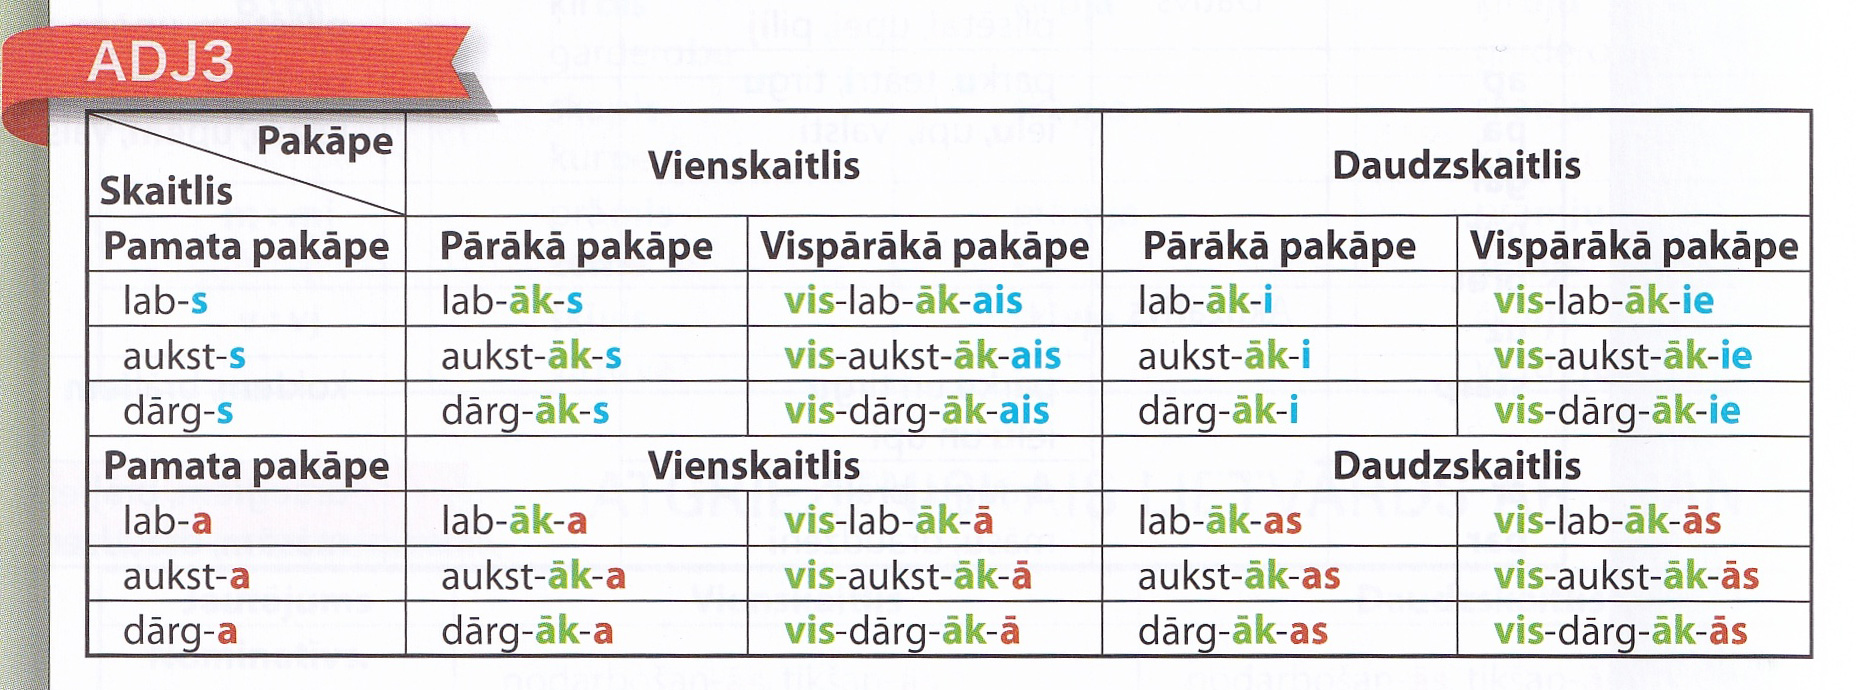 ADJ3
Pakāpe
Skaitlis
Vienskaitlis
Daudzskaitlis
Pamata pakāpe Pārākā pakāpe Vispārākā pakāpe Pārākā pakāpe Vispārākā pakāpe
lab-s lab-āk-s vis-lab-āk-ais lab-āk-i vis-lab-āk-ie
aukst-s aukst-āk-s vis-aukst-āk-ais aukst-āk-i vis-aukst-āk-ie
dārg-s dārg-āk-s vis-dārg-āk-ais dārg-āk-i vis-dārg-āk-ie
Pamata pakāpe Vienskaitlis Daudzskaitlis
lab-a lab-āk-a vis-lab-āk-ā lab-āk-as vis-lab-āk-ās
aukst-a aukst-āk-a vis-aukst-āk-ā aukst-āk-as vis-aukst-āk-ās
dārg-a dārg-āk-a vis-dārg-āk-ā dārg-āk-as vis-dārg-āk-ās